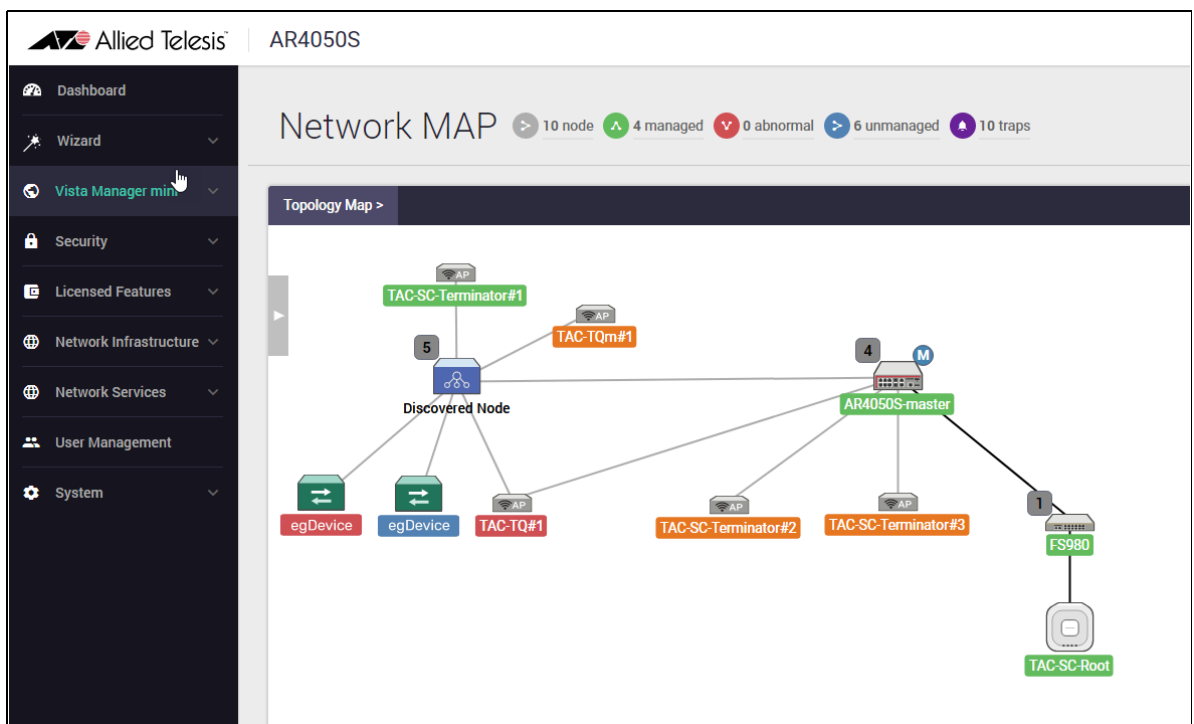 Allied Telesis
AR4050S
Dashboard
Wizard
Vista Manager mini
Security
Licensed Features
Network Infrastructure
Network Services
User Management
System
Network MAP 10 node 4 managed 0 abnormal 6 unmanaged 10 traps
Topology Map >
AP
TAC-SC-Terminator#1
AP
TAC-TQm#1
5
Discovered Node
4
M
AR4050S-master
egDevice
egDevice
AP
TAC-TQ#1
AP
TAC-SC-Terminator#2
AP
TAC-SC-Terminator#3
1
FS980
TAC-SC-Root